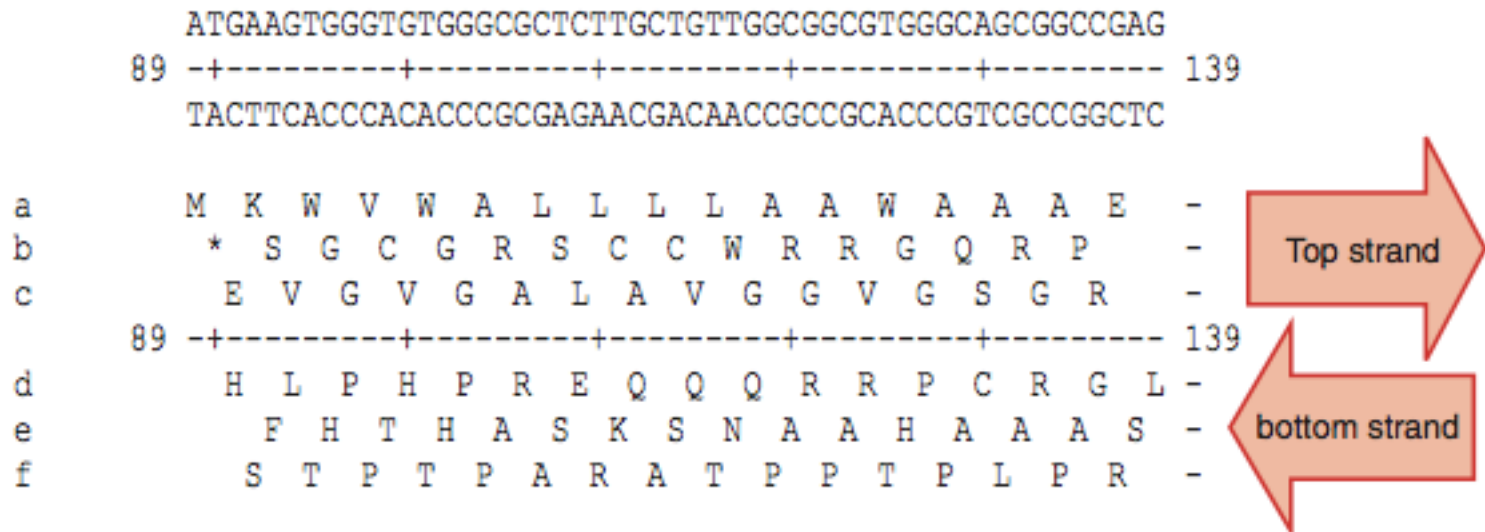 ATGAAGTGGGTGTGGGCGCTCTTGCTGTTGGCGGCGTGGGCAGCGGCCGAG
89 -+---------+---------+---------+---------+--------- 139
TACTTCACCCACACCCGCGAGAACGACAACCGCCGCACCCGTCGCCGGCTC
a M K W V W A L L L L A A W A A A E -
b * S G C G R S C C W R R G Q R P -
Top strand
c E V G V G A L A V G G V G S G R -
89 -+---------+---------+---------+---------+--------- 139
d H L P H P R E Q Q Q R R P C R G L -
e F H T H A S K S N A A H A A A S -
bottom strand
f S T P T P A R A T P P T P L P R -